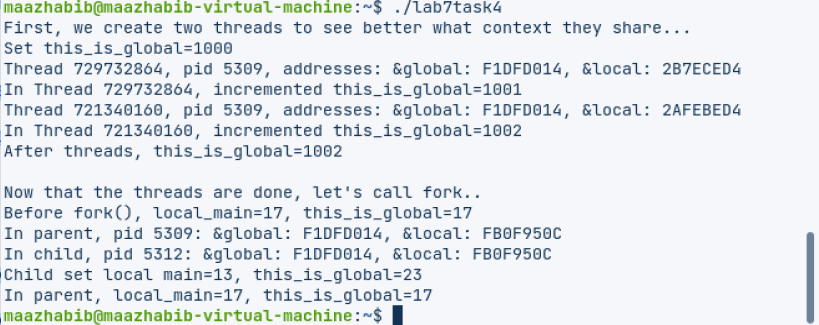 maazhabib@maazhabib-virtual-machine:~$ ./lab7task4
First, we create two threads to see better what context they share...
Set this_is_global=1000
Thread 729732864, pid 5309, addresses: &global: F1DFD014, &local: 2B7ECED4
In Thread 729732864, incremented this_is_global=1001
Thread 721340160, pid 5309, addresses: &global: F1DFD014, &local: 2AFEBED4
In Thread 721340160, incremented this_is_global=1002
After threads, this_is_global=1002
Now that the threads are done, let's call fork..
Before fork(), local_main=17, this_is_global=17
In parent, pid 5309: &global: F1DFD014, &local: FB0F950C
In child, pid 5312: &global: F1DFD014, &local: FB0F950C
Child set local main=13, this_is_global=23
In parent, local_main=17, this_is_global=17
maazhabib@maazhabib-virtual-machine:~$